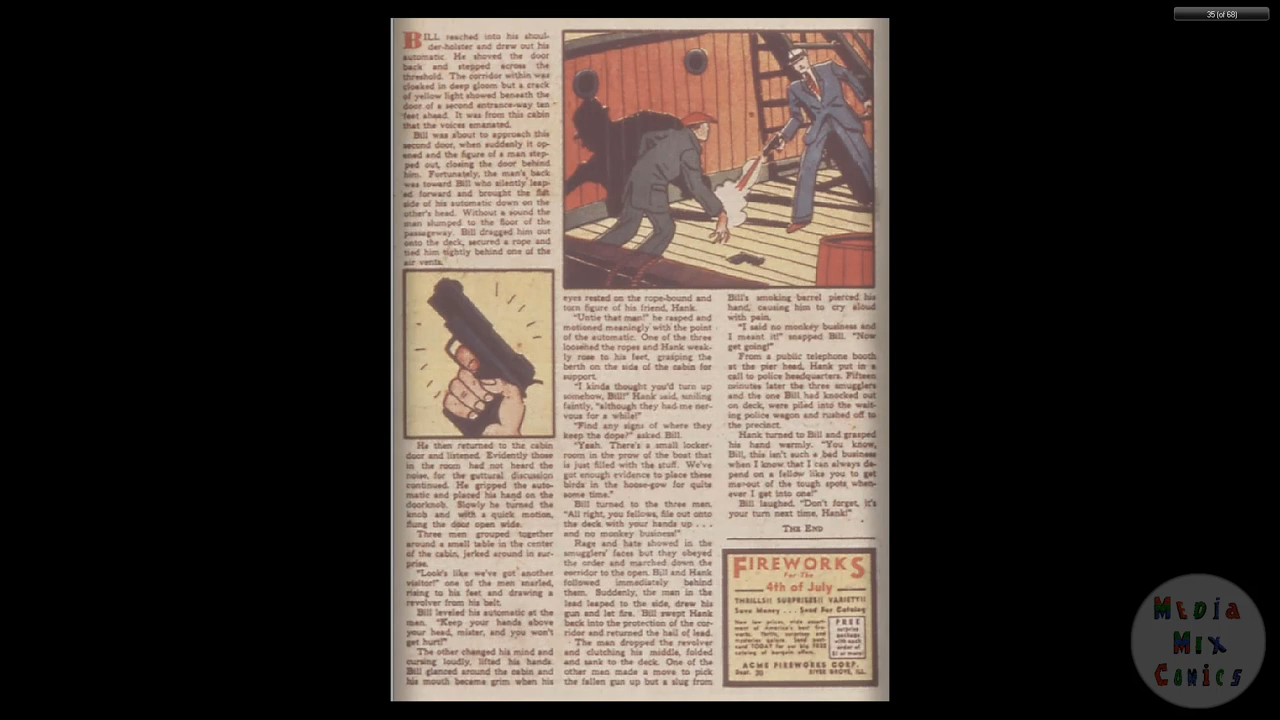 35 (of 68)
BILL reached into his shoul-
der-holster and drew out his
automatic. He shoved the door
back and stepped across the
threshold. The corridor within was
cloaked in deep gloom but a crack
of yellow light showed beneath the
door of a second entrance-way ten
feet ahead. It was from this cabin
that the voices emanated.
Bill was about to approach this
second door, when suddenly it op-
ened and the figure of a man step-
ped out, closing the door behind
him. Fortunately, the man's back
was toward Bill who silently leap-
ed forward and brought the flat
side of his automatic down on the
other's head. Without a sound the
man slumped to the floor of the
passageway. Bill dragged him out
onto the deck, secured a rope and
tied him tightly behind one of the
air vents.
He then returned to the cabin
door and listened. Evidently those
in the room had not heard the
noise, for the guttural discussion
continued. He gripped the auto-
matic and placed his hand on the
doorknob. Slowly he turned the
knob and with a quick motion,
flung the door open wide.
Three men grouped together
around a small table in the center
of the cabin, jerked around in sur-
prise.
"Look's like we've got another
visitor!" one of the men snarled,
rising to his feet and drawing a
revolver from his belt.
Bill leveled his automatic at the
man. "Keep your hands above
your head, mister, and you won't
get hurt!"
The other changed his mind and
cursing loudly, lifted his hands.
Bill glanced around the cabin and
his mouth became grim when his
eyes rested on the rope-bound and
torn figure of his friend, Hank.
"Untie that man!" he rasped and
motioned meaningly with the point
of the automatic. One of the three
loosened the ropes and Hank weak-
ly rose to his feet, grasping the
berth on the side of the cabin for
support.
"I kinda thought you'd turn up
somehow, Bill!" Hank said, smiling
faintly, "although they had me ner-
vous for a while!"
"Find any signs of where they
keep the dope?" asked Bill.
"Yeah. There's a small locker-
room in the prow of the boat that
is just filled with the stuff. We've
got enough evidence to place these
birds in the hoose-gow for quite
some time."
Bill turned to the three men.
"All right, you fellows, file out onto
the deck with your hands up . . .
and no monkey business!"
Rage and hate showed in the
smugglers' faces but they obeyed
the order and marched down the
corridor to the open. Bill and Hank
followed immediately behind
them. Suddenly, the man in the
lead leaped to the side, drew his
gun and let fire. Bill swept Hank
back into the protection of the cor-
ridor and returned the hail of lead.
The man dropped the revolver
and clutching his middle, folded
and sank to the deck. One of the
other men made a move to pick
the fallen gun up but a slug from
Bill's smoking barrel pierced his
hand, causing him to cry aloud
with pain.
"I said no monkey business and
I meant it!" snapped Bill. "Now
get going!"
From a public telephone booth
at the pier head, Hank put in a
call to police headquarters. Fifteen
minutes later the three smugglers
and the one Bill had knocked out
on deck, were piled into the wait-
ing police wagon and rushed off to
the precinct.
Hank turned to Bill and grasped
his hand warmly. "You know,
Bill, this isn't such a bad business
when I know that I can always de-
pend on a fellow like you to get
me out of the tough spots, when-
ever I get into one!"
Bill laughed, "Don't forget, it's
your turn next time, Hank!"
THE END
FIREWORKS
For The
4th of July
THRILLS!! SURPRISES!! VARIETY!!
Save Money . . . Send For Catalog
New low prices, wide assort-
ment of America's best fire-
works. Thrills, surprises and
FREE
surprise
package
with each
order of
ACME FIREWORKS CORP.
Dept. 20 RIVER GROVE, ILL.
MEDIA
MIX
COMICS